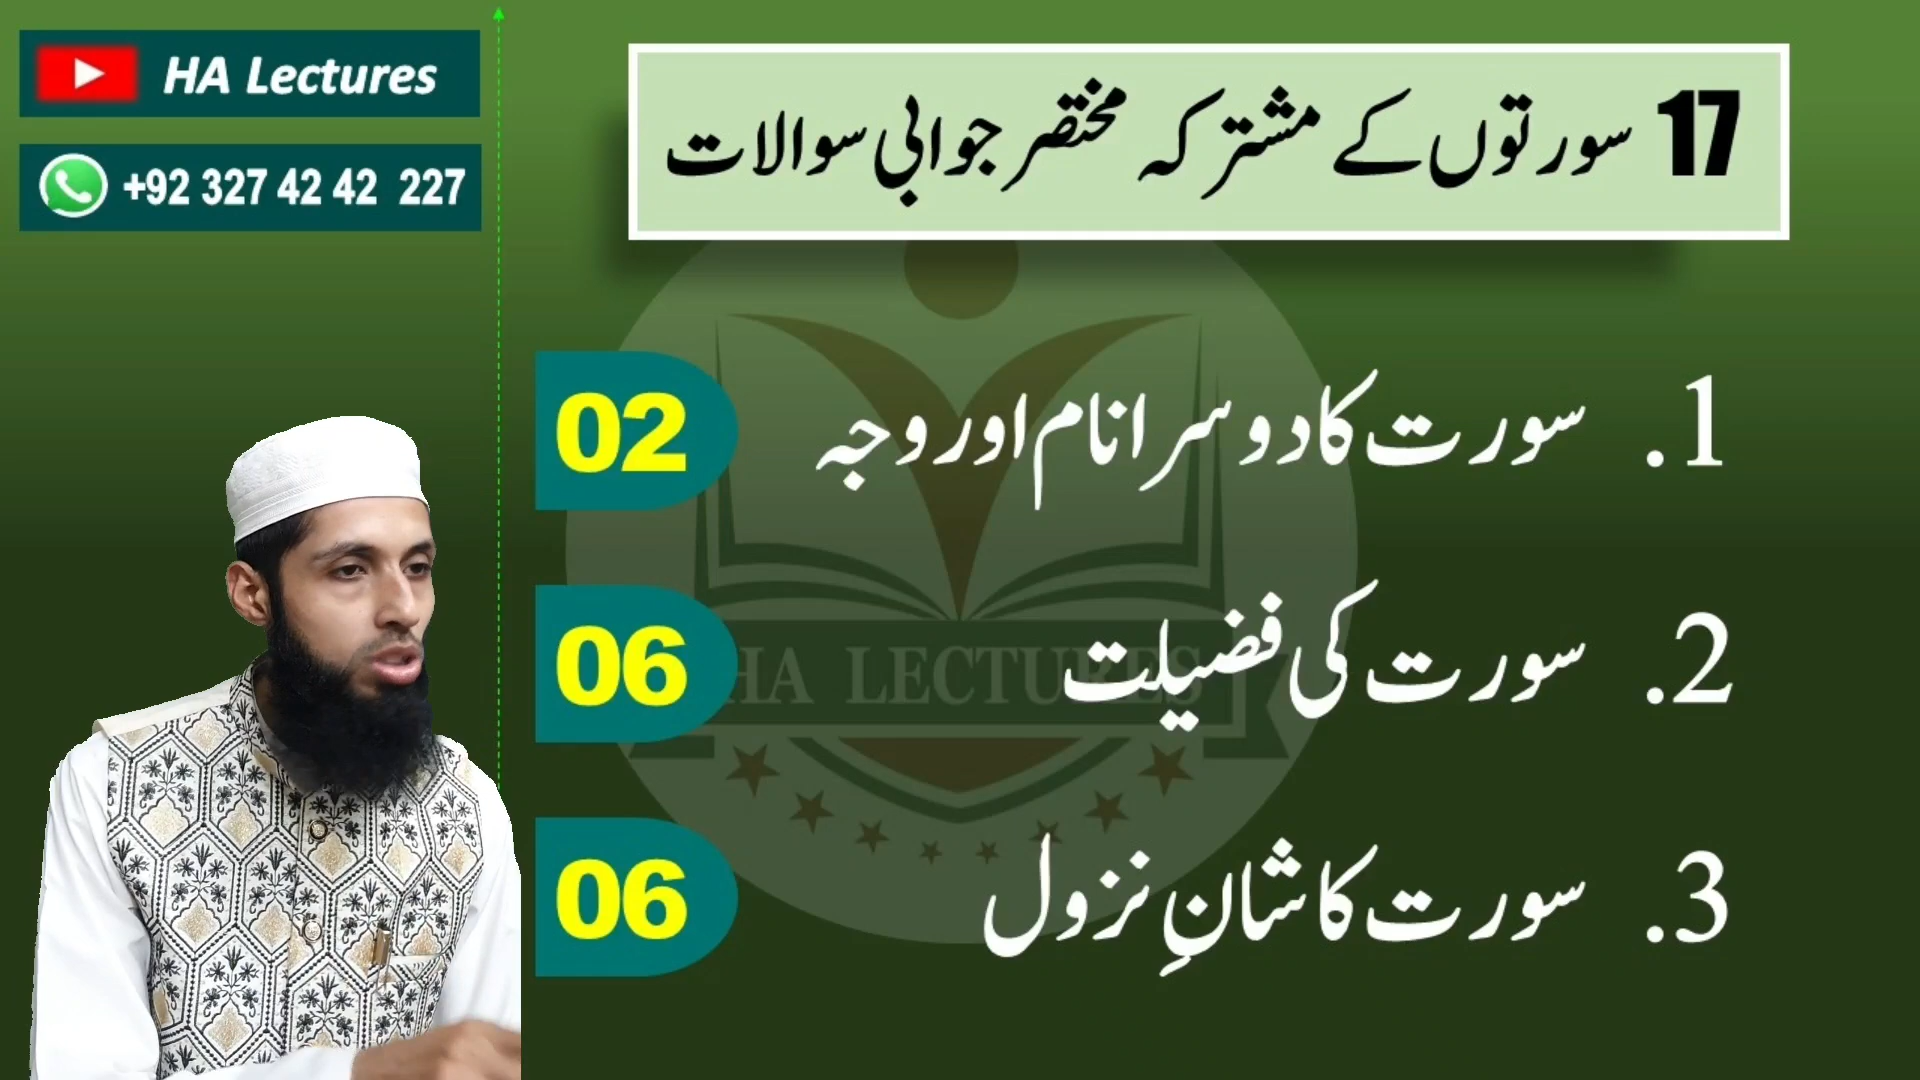 HA Lectures
+92 327 42 42 227
17 سورتوں کے مشترکہ مختصر جوابی سوالات
1. سورت کا دوسرا نام اور وجہ
02
2. سورت کی فضیلت
06
HA LECTURES
3. سورت کا شانِ نزول
06